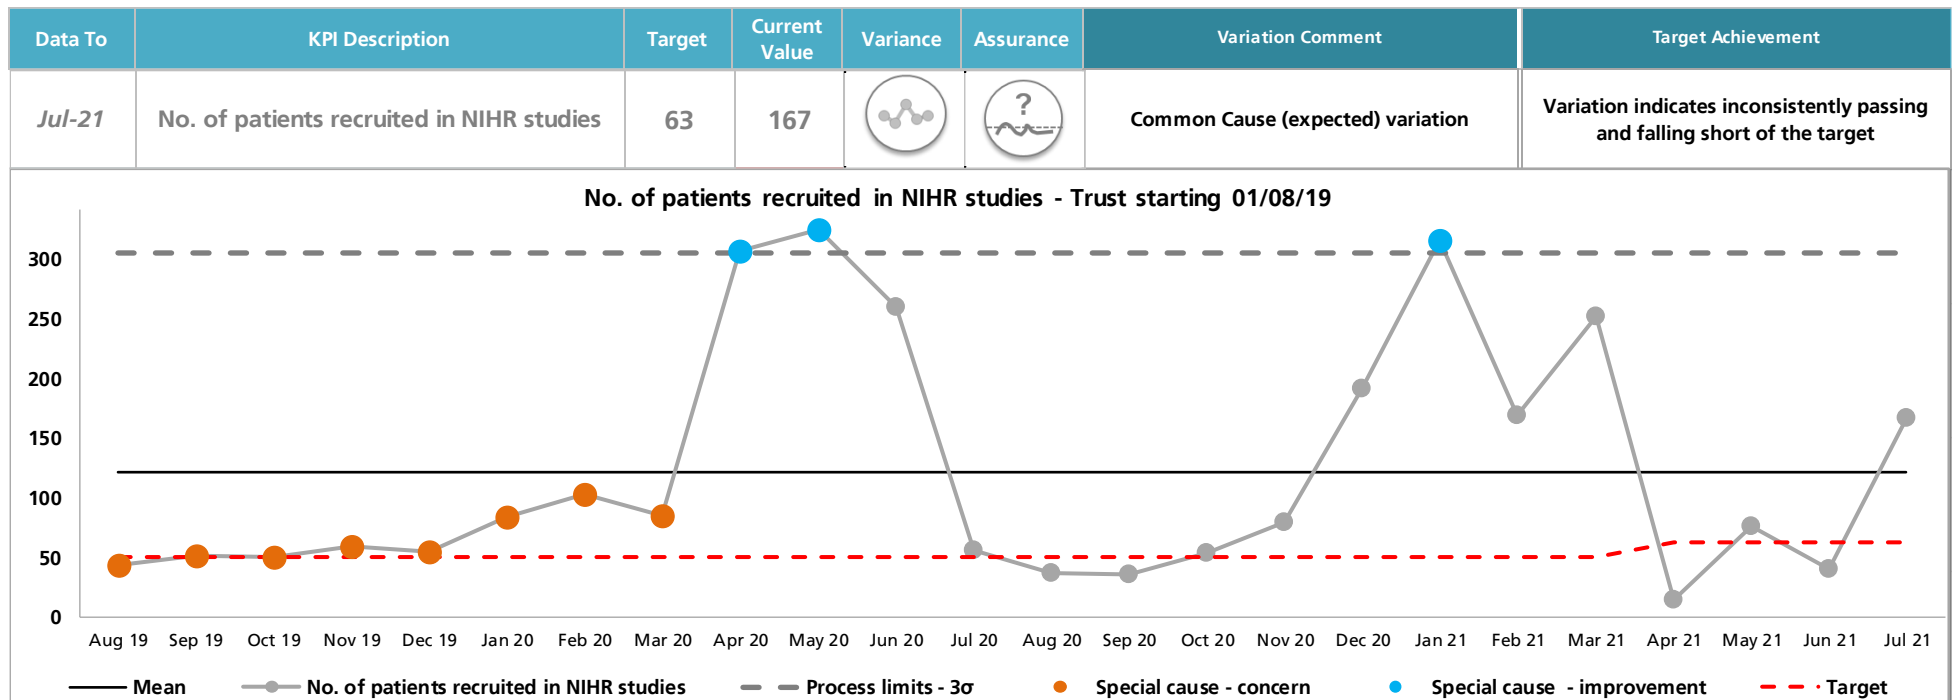 Data To
KPI Description
Target
Current
Value
Variance
Assurance
Variation Comment
Target Achievement
Jul-21
No. of patients recruited in NIHR studies
63
167
?
Common Cause (expected) variation
Variation indicates inconsistently passing
and falling short of the target
No. of patients recruited in NIHR studies - Trust starting 01/08/19
300
250
200
150
100
50
0
Aug 19 Sep 19 Oct 19 Nov 19 Dec 19 Jan 20 Feb 20 Mar 20 Apr 20 May 20 Jun 20 Jul 20 Aug 20 Sep 20 Oct 20 Nov 20 Dec 20 Jan 21 Feb 21 Mar 21 Apr 21 May 21 Jun 21 Jul 21
Mean No. of patients recruited in NIHR studies Process limits - 3σ Special cause - concern Special cause - improvement Target